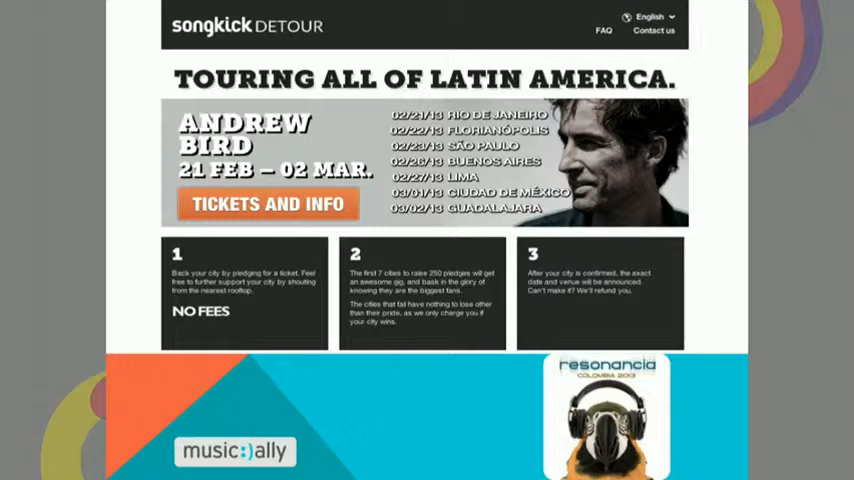 songkick DETOUR
English
FAQ
Contact us
TOURING ALL OF LATIN AMERICA.
ANDREW
BIRD
21 FEB – 02 MAR.
TICKETS AND INFO
02/21/13 RIO DE JANEIRO
02/22/13 FLORIANÓPOLIS
02/23/13 SÃO PAULO
02/26/13 BUENOS AIRES
02/27/13 LIMA
03/01/13 CIUDAD DE MÉXICO
03/02/13 GUADALAJARA
1
Back your city by pledging for a ticket. Feel
free to further support your city by shouting
from the nearest rooftop.
NO FEES
2
The first 7 cities to raise 250 pledges will get
an awesome gig, and bask in the glory of
knowing they are the biggest fans.
The cities that fail have nothing to lose other
than their pride, as we only charge you if
your city wins.
3
After your city is confirmed, the exact
date and venue will be announced.
Can't make it? We'll refund you.
resonancia
COLOMBIA 2013
music:)ally